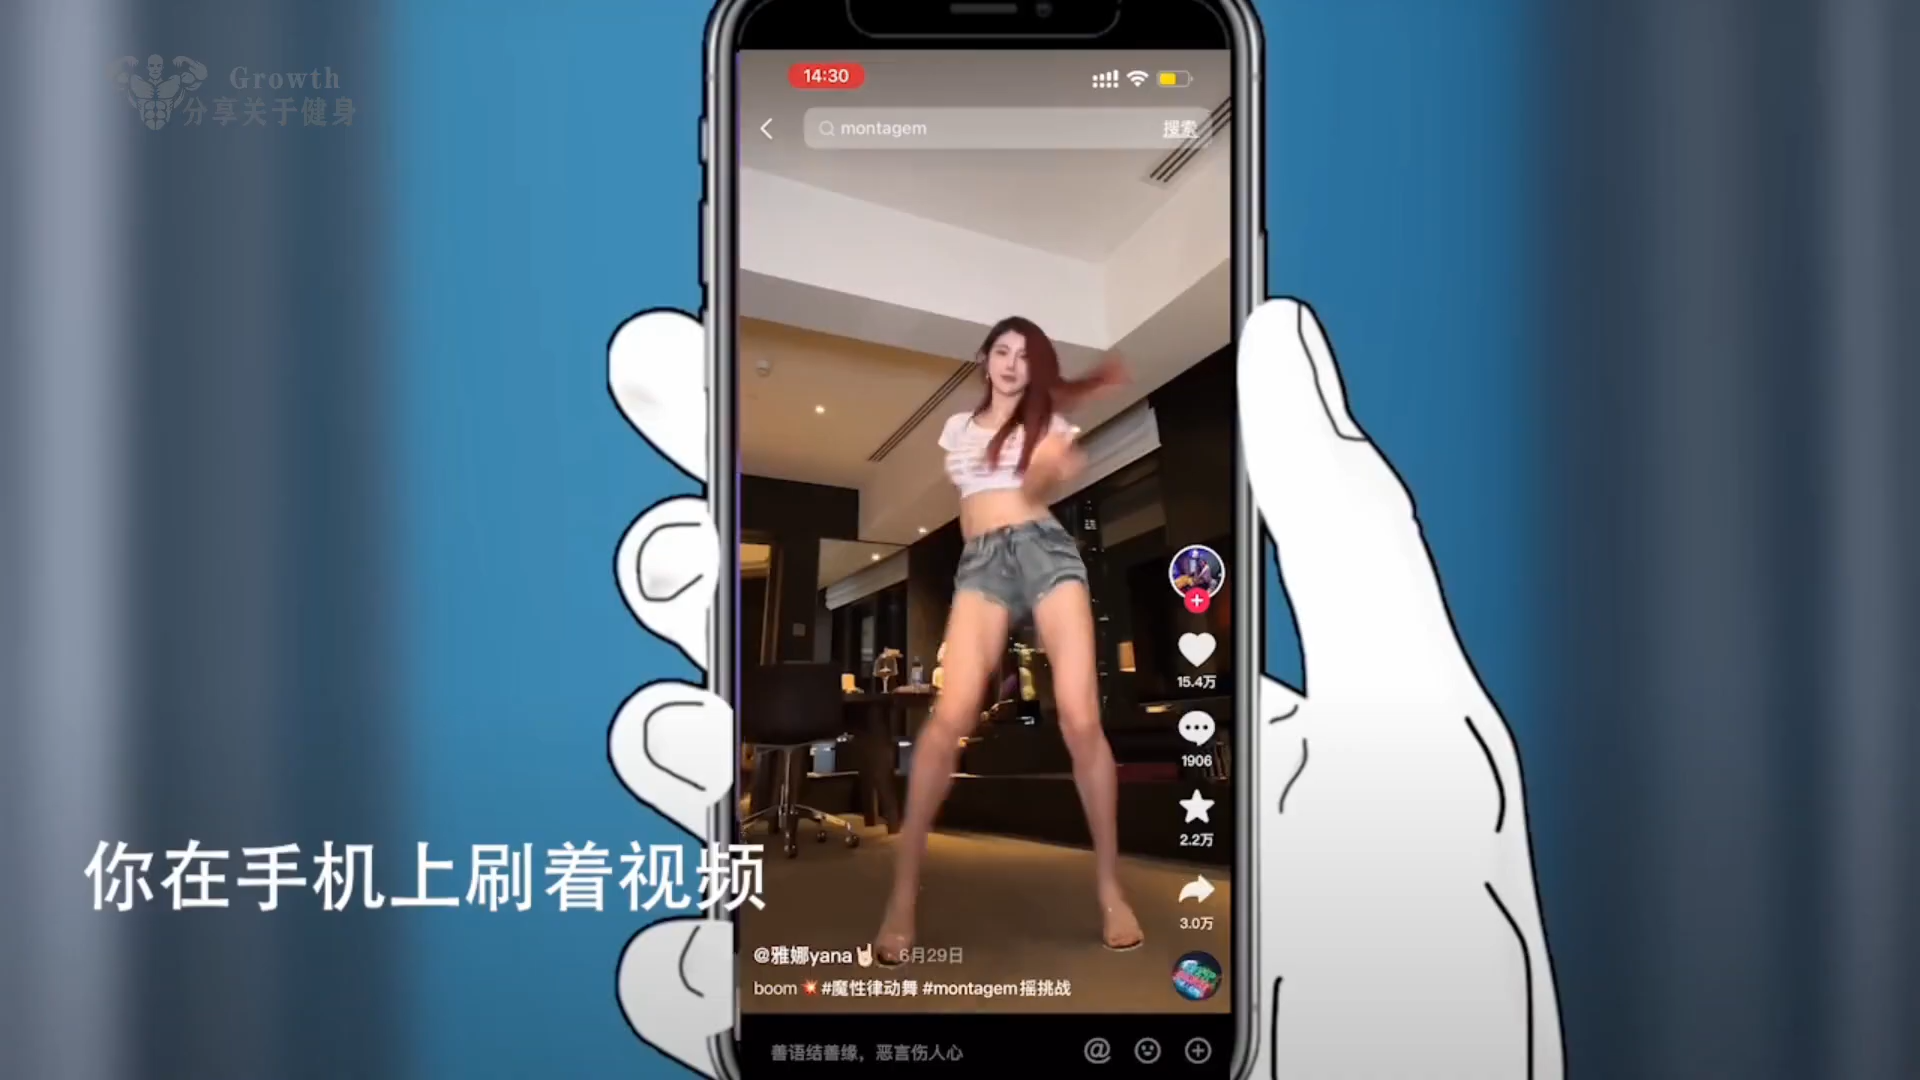 Growth
分享关于健身
14:30
montagem
搜索
15.4万
1906
2.2万
3.0万
你在手机上刷着视频
@雅娜yana🤘🏻 · 6月29日
boom💥#魔性律动舞 #montagem摇挑战
善语结善缘，恶言伤人心